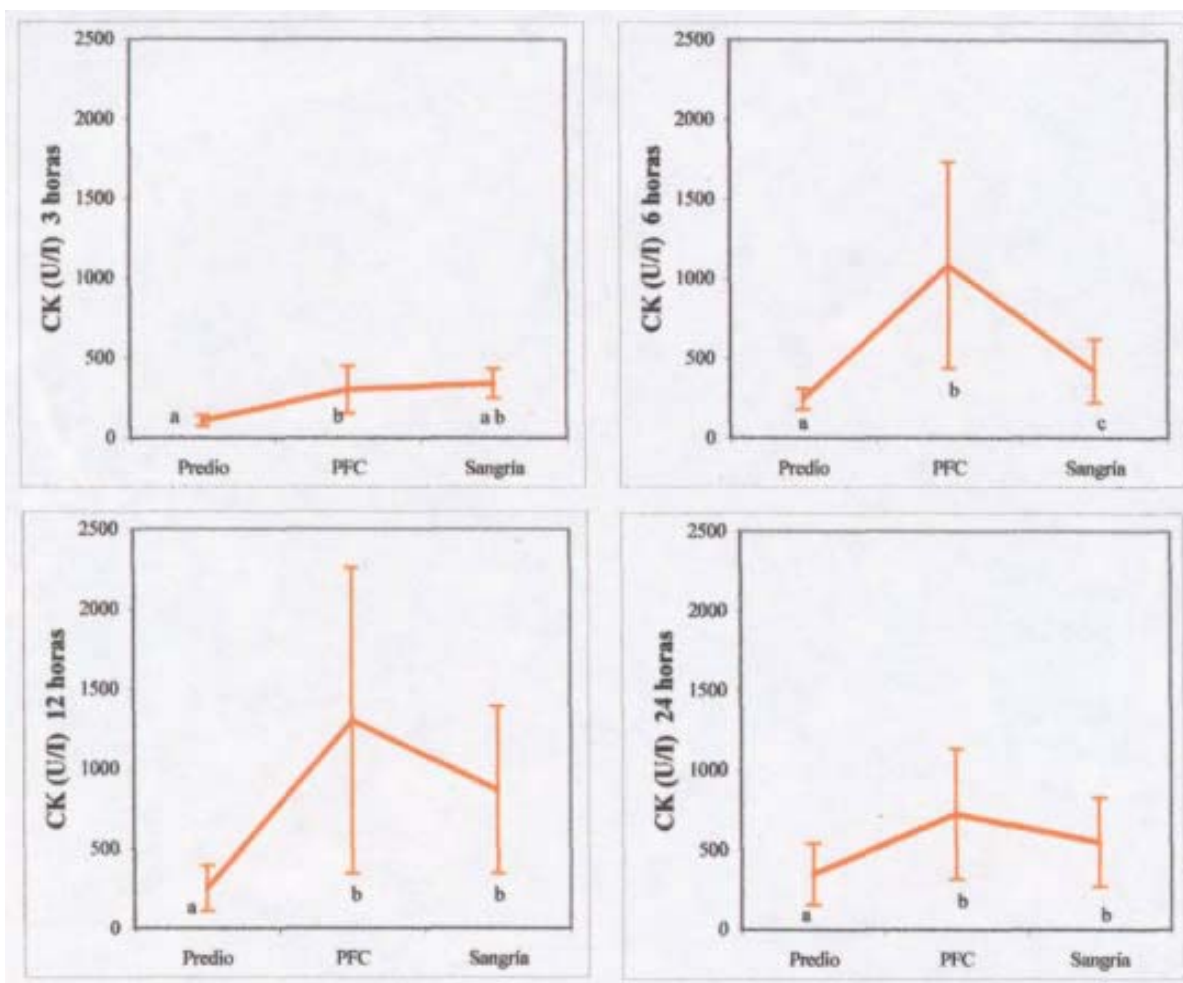 2500
2000
1500
1000
500
0
CK (U/I) 3 horas
a
b
a b
Predio PFC Sangría
2500
2000
1500
1000
500
0
CK (U/I) 6 horas
a
b
c
Predio PFC Sangría
2500
2000
1500
1000
500
0
CK (U/I) 12 horas
a
b
b
Predio PFC Sangría
2500
2000
1500
1000
500
0
CK (U/I) 24 horas
a
b
b
Predio PFC Sangría